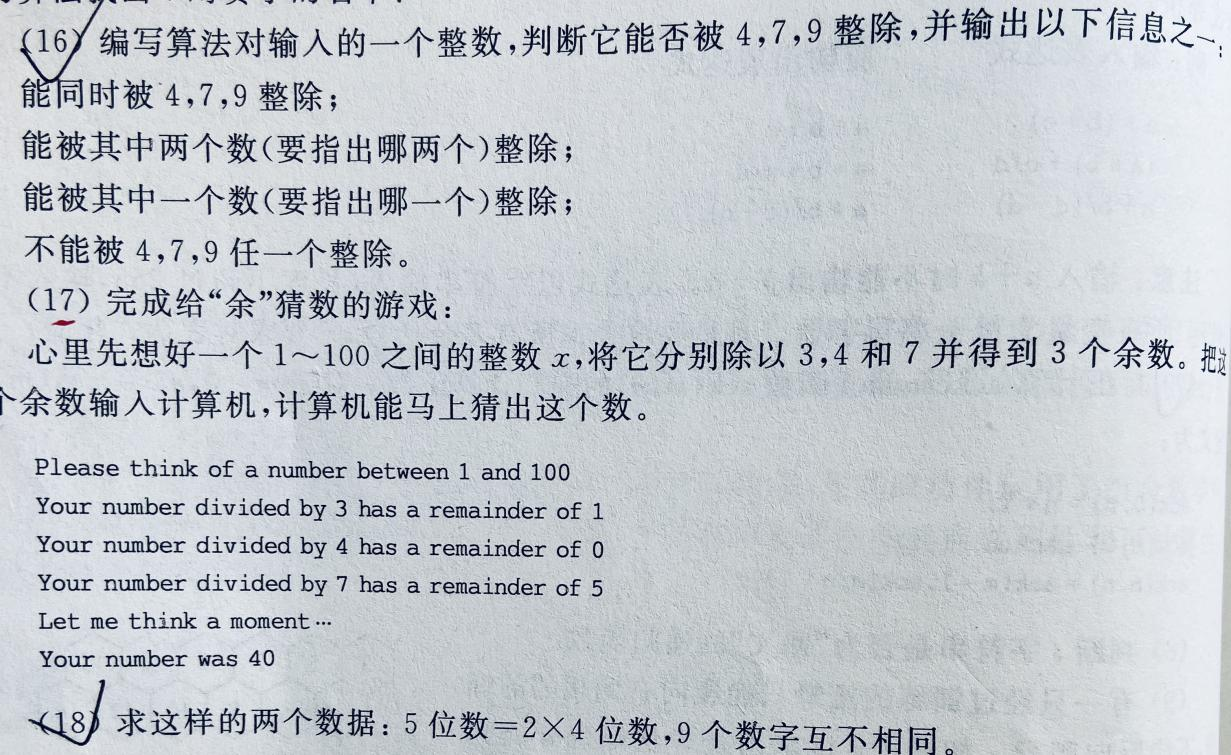 (16) 编写算法对输入的一个整数,判断它能否被 4,7,9 整除,并输出以下信息之一:
能同时被 4,7,9 整除;
能被其中两个数(要指出哪两个)整除;
能被其中一个数(要指出哪一个)整除;
不能被 4,7,9 任一个整除。
(17) 完成给“余”猜数的游戏:
心里先想好一个 1～100 之间的整数 x,将它分别除以 3,4 和 7 并得到 3 个余数。把这
个余数输入计算机,计算机能马上猜出这个数。
Please think of a number between 1 and 100
Your number divided by 3 has a remainder of 1
Your number divided by 4 has a remainder of 0
Your number divided by 7 has a remainder of 5
Let me think a moment…
Your number was 40
(18) 求这样的两个数据: 5 位数=2×4 位数,9 个数字互不相同。